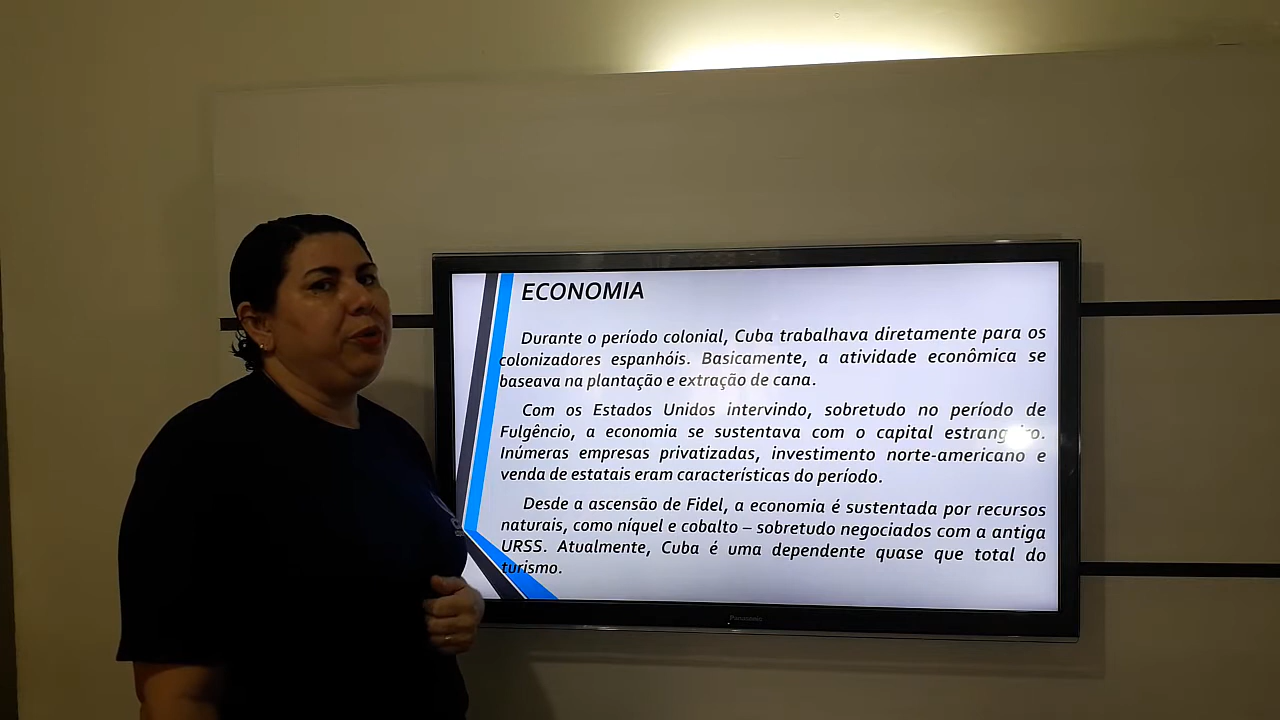 ECONOMIA
Durante o período colonial, Cuba trabalhava diretamente para os
colonizadores espanhóis. Basicamente, a atividade econômica se
baseava na plantação e extração de cana.
Com os Estados Unidos intervindo, sobretudo no período de
Fulgêncio, a economia se sustentava com o capital estrangeiro.
Inúmeras empresas privatizadas, investimento norte-americano e
venda de estatais eram características do período.
Desde a ascensão de Fidel, a economia é sustentada por recursos
naturais, como níquel e cobalto – sobretudo negociados com a antiga
URSS. Atualmente, Cuba é uma dependente quase que total do
turismo.
Panasonic